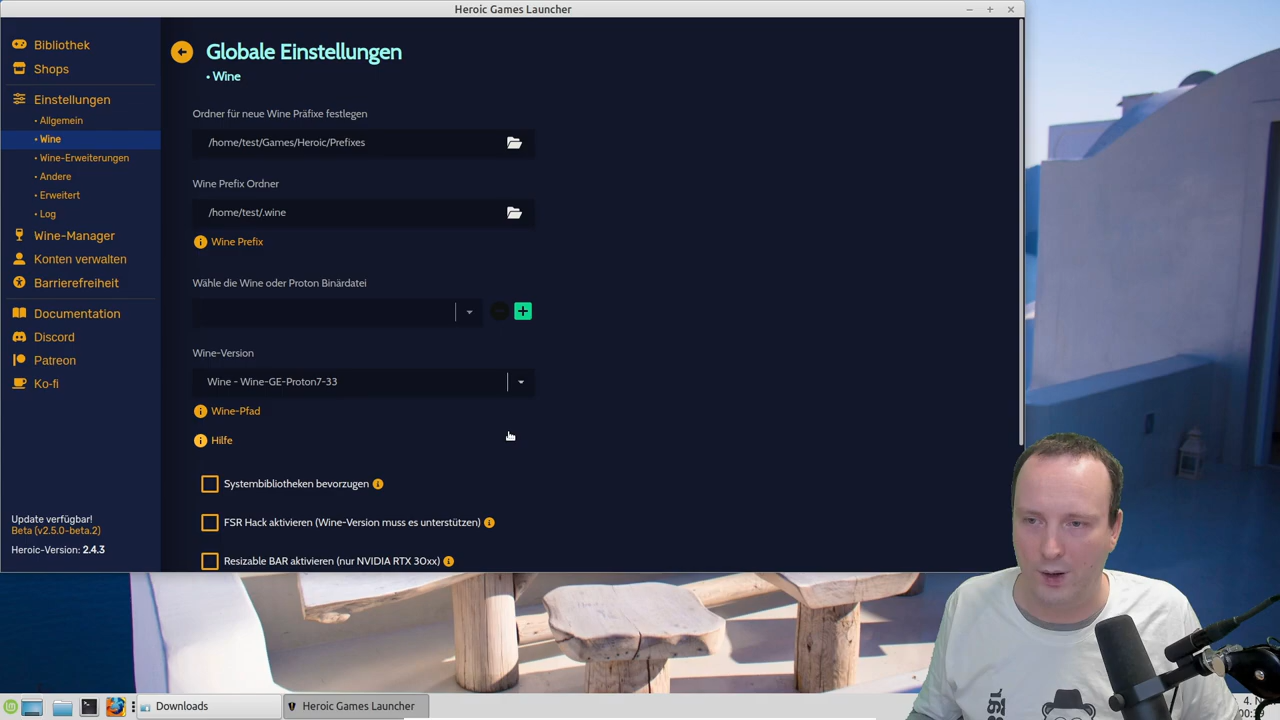 Heroic Games Launcher
Bibliothek
Shops
Einstellungen
• Allgemein
• Wine
• Wine-Erweiterungen
• Andere
• Erweitert
• Log
Wine-Manager
Konten verwalten
Barrierefreiheit
Documentation
Discord
Patreon
Ko-fi
Update verfügbar!
Beta (v2.5.0-beta.2)
Heroic-Version: 2.4.3
Globale Einstellungen
• Wine
Ordner für neue Wine Präfixe festlegen
/home/test/Games/Heroic/Prefixes
Wine Prefix Ordner
/home/test/.wine
Wine Prefix
Wähle die Wine oder Proton Binärdatei
Wine-Version
Wine - Wine-GE-Proton7-33
Wine-Pfad
Hilfe
Systembibliotheken bevorzugen
FSR Hack aktivieren (Wine-Version muss es unterstützen)
Resizable BAR aktivieren (nur NVIDIA RTX 30xx)
Downloads
Heroic Games Launcher
4.